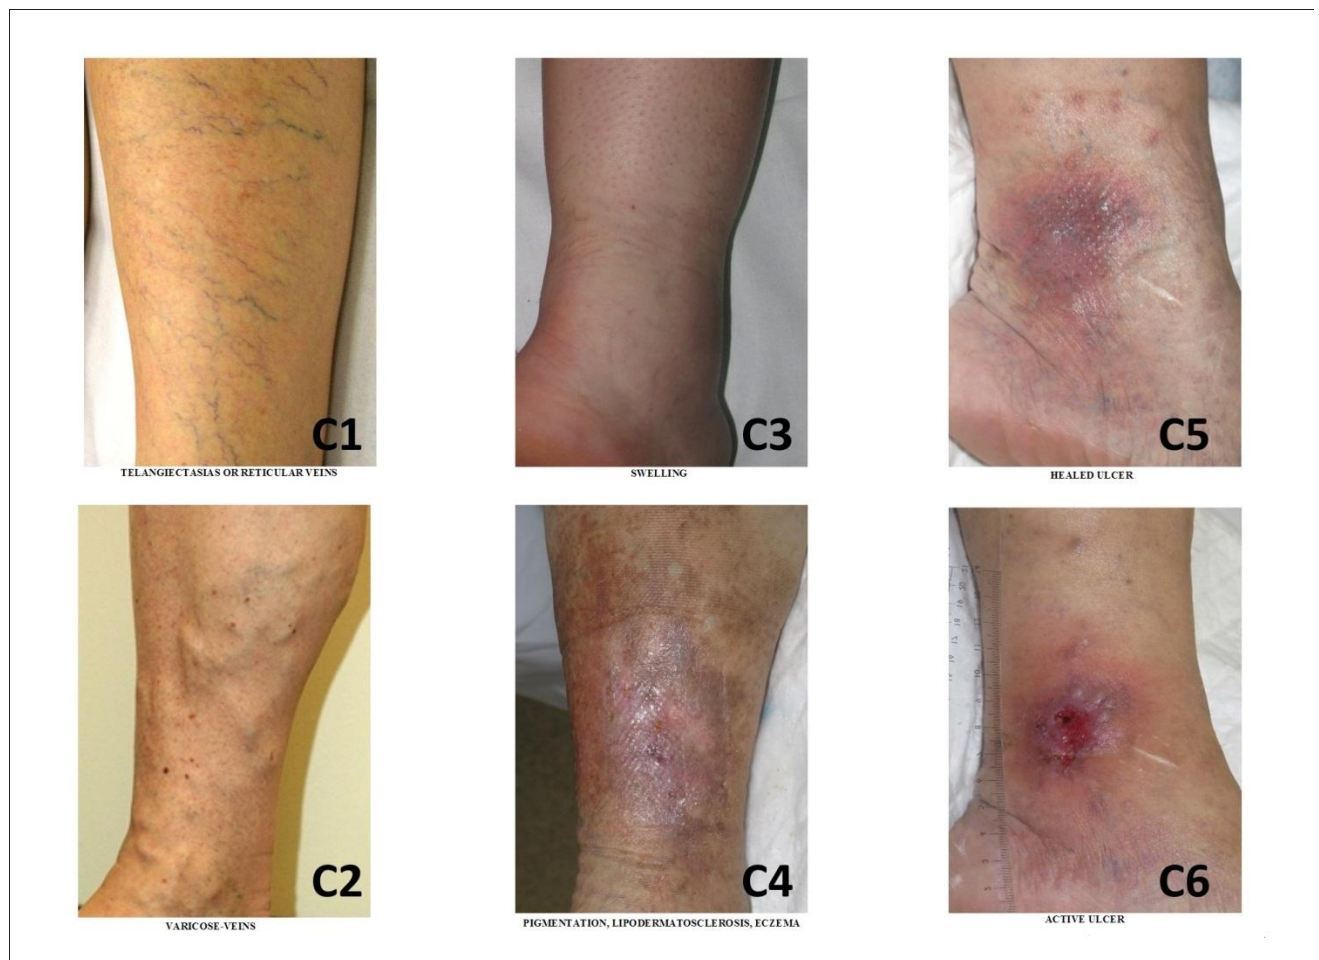 C1
TELANGIECTASIAS OR RETICULAR VEINS
C3
SWELLING
C5
HEALED ULCER
C2
VARICOSE-VEINS
C4
PIGMENTATION, LIPODERMATOSCLEROSIS, ECZEMA
C6
ACTIVE ULCER